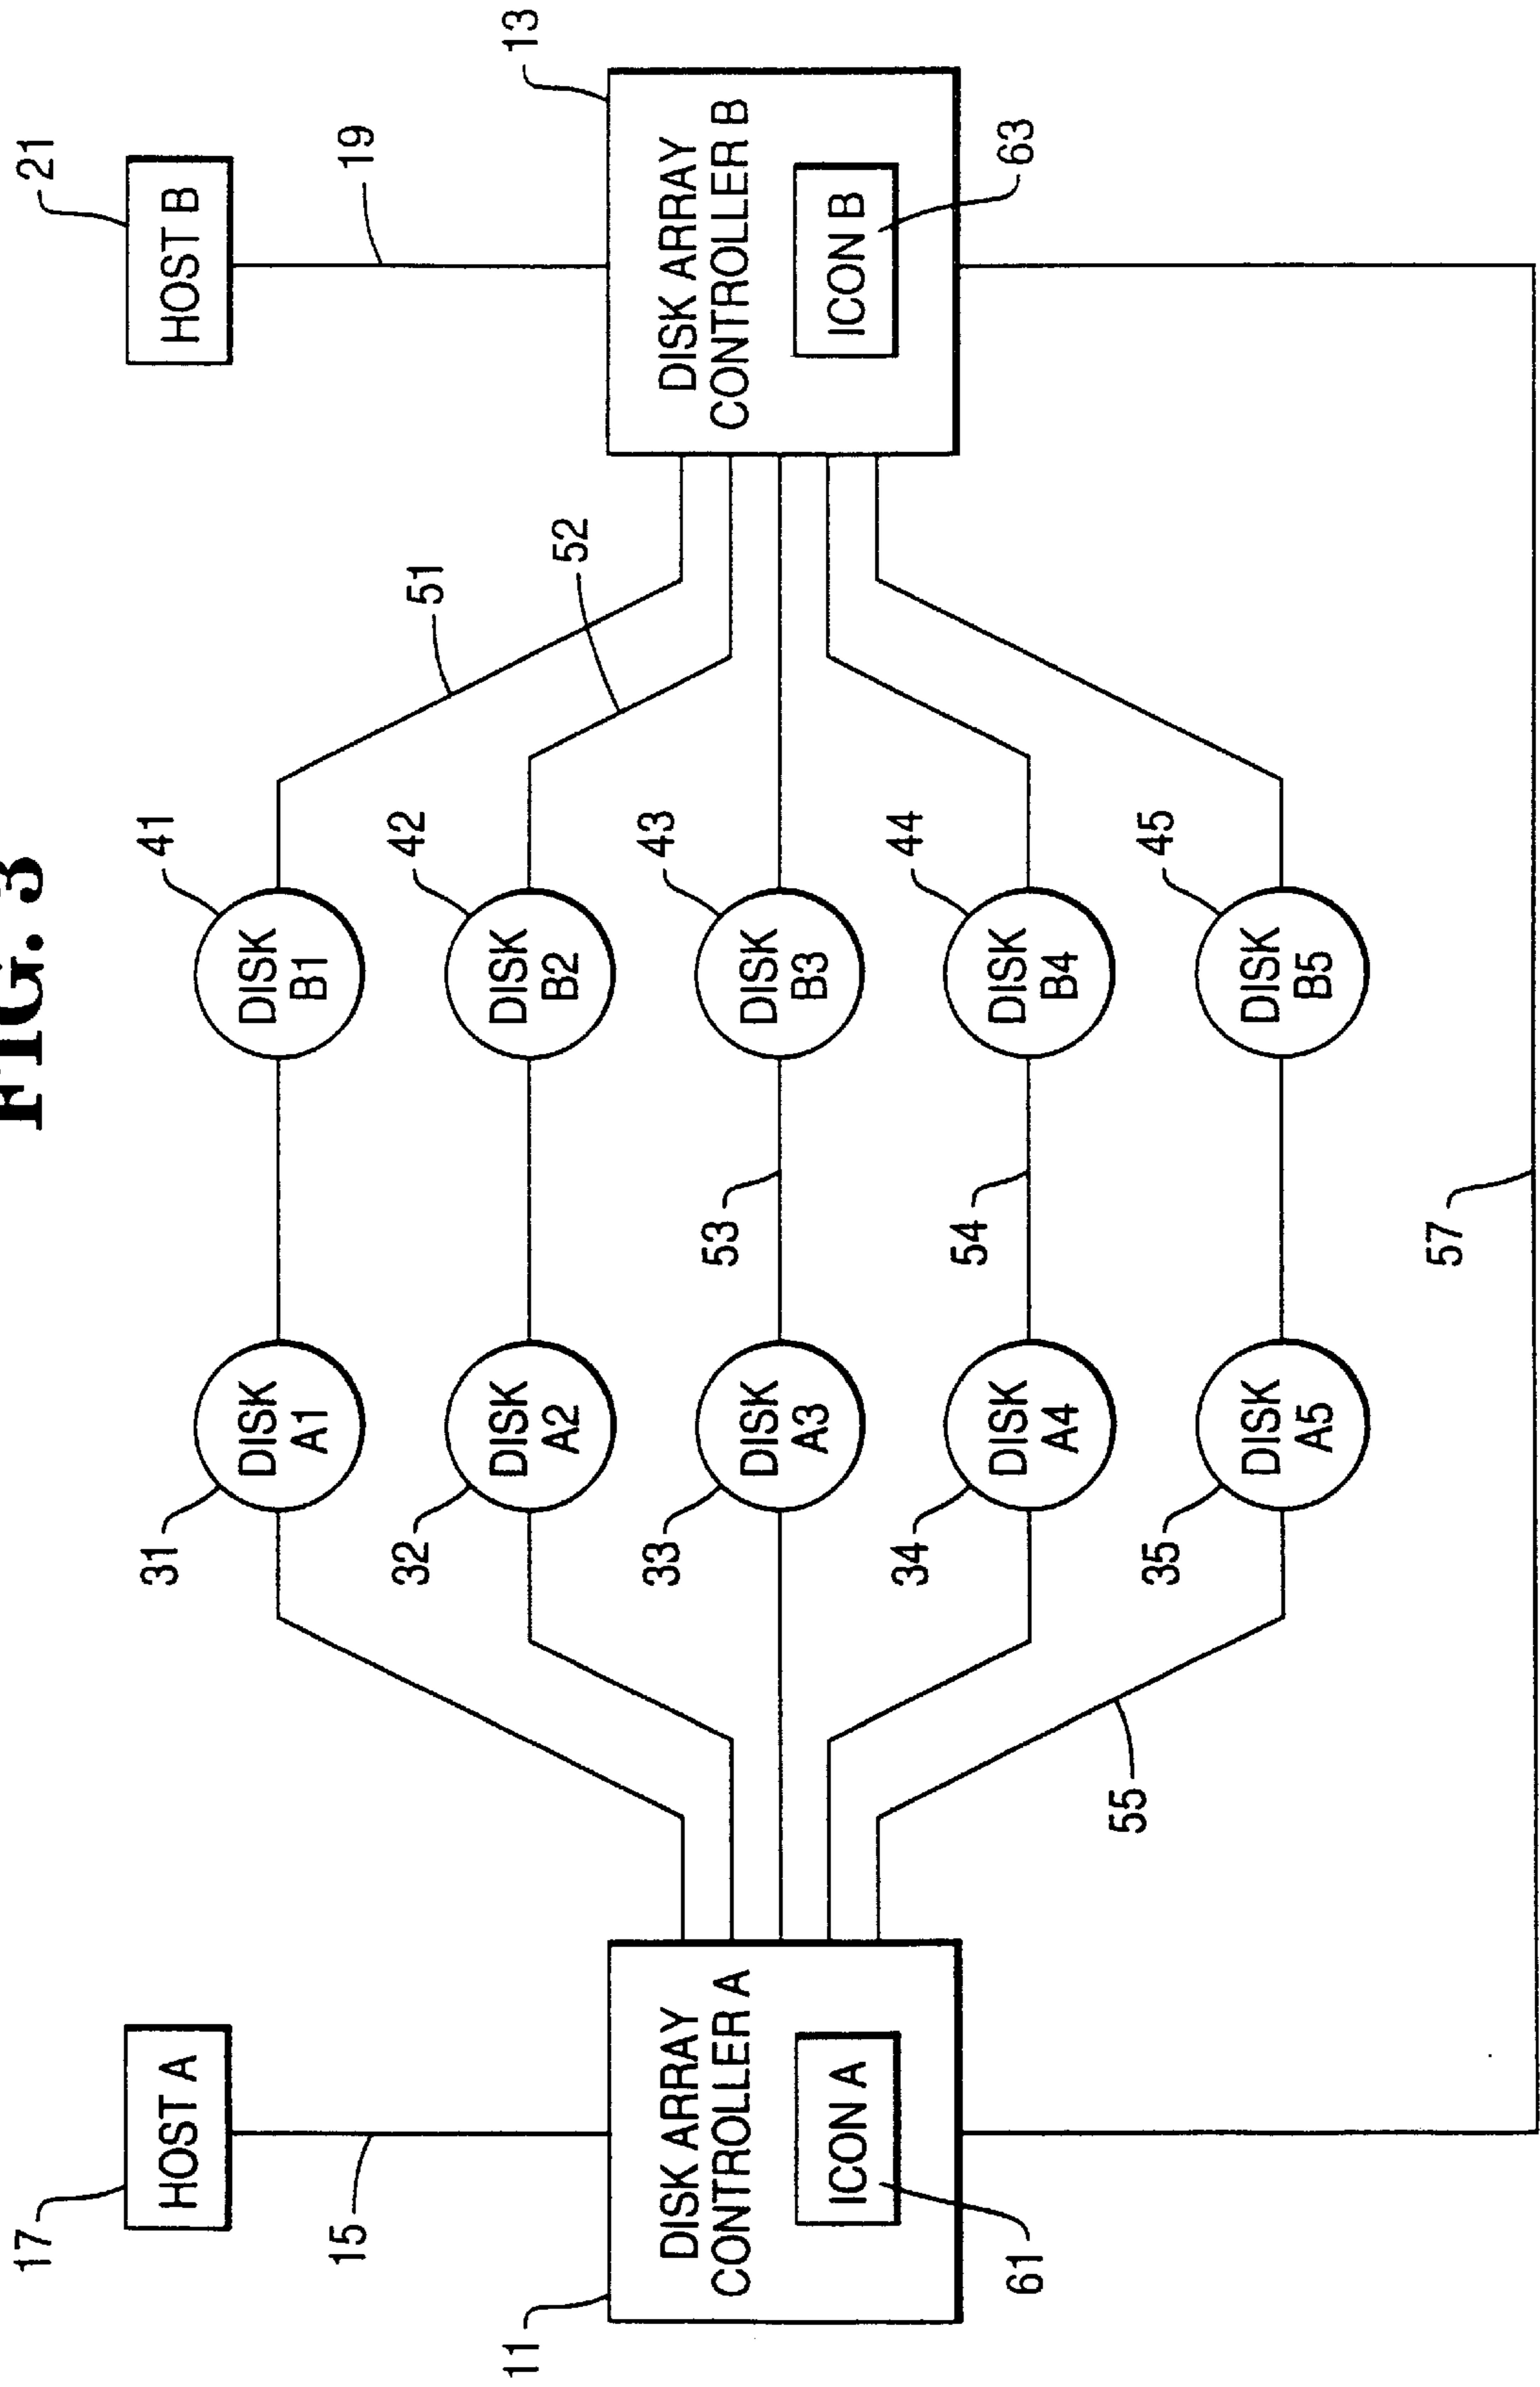 FIG. 3
17
HOST A
15
21
HOST B
19
11
DISK ARRAY
CONTROLLER A
ICON A
61
13
DISK ARRAY
CONTROLLER B
ICON B
63
31
DISK
A1
41
DISK
B1
51
32
DISK
A2
42
DISK
B2
52
33
DISK
A3
53
43
DISK
B3
34
DISK
A4
54
44
DISK
B4
35
DISK
A5
45
DISK
B5
55
57